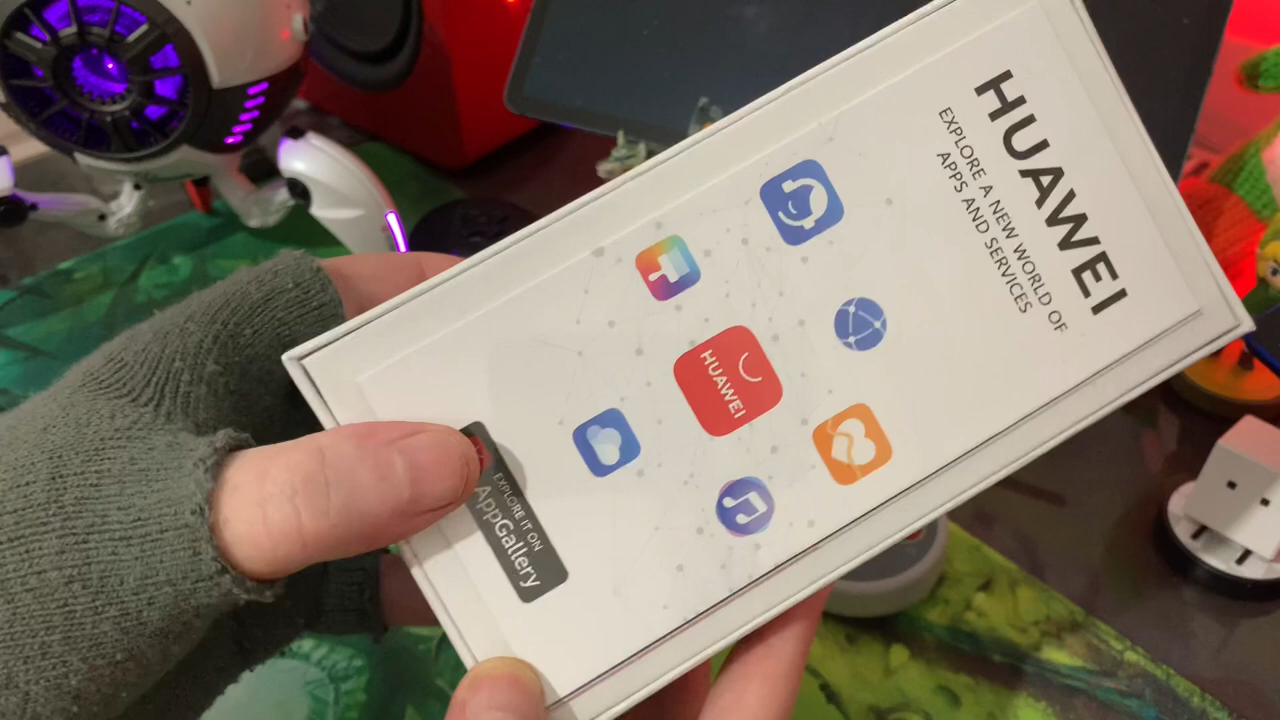 HUAWEI
EXPLORE A NEW WORLD OF
APPS AND SERVICES
HUAWEI
EXPLORE IT ON
AppGallery